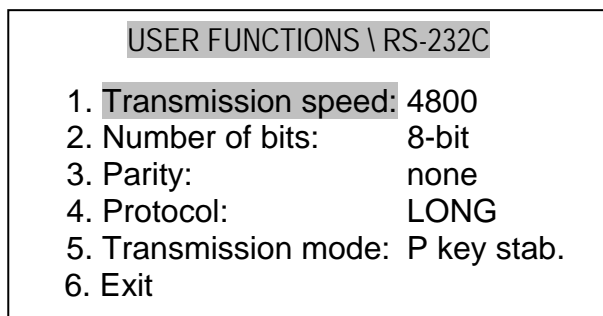 USER FUNCTIONS \ RS-232C
1. Transmission speed: 4800
2. Number of bits: 8-bit
3. Parity: none
4. Protocol: LONG
5. Transmission mode: P key stab.
6. Exit